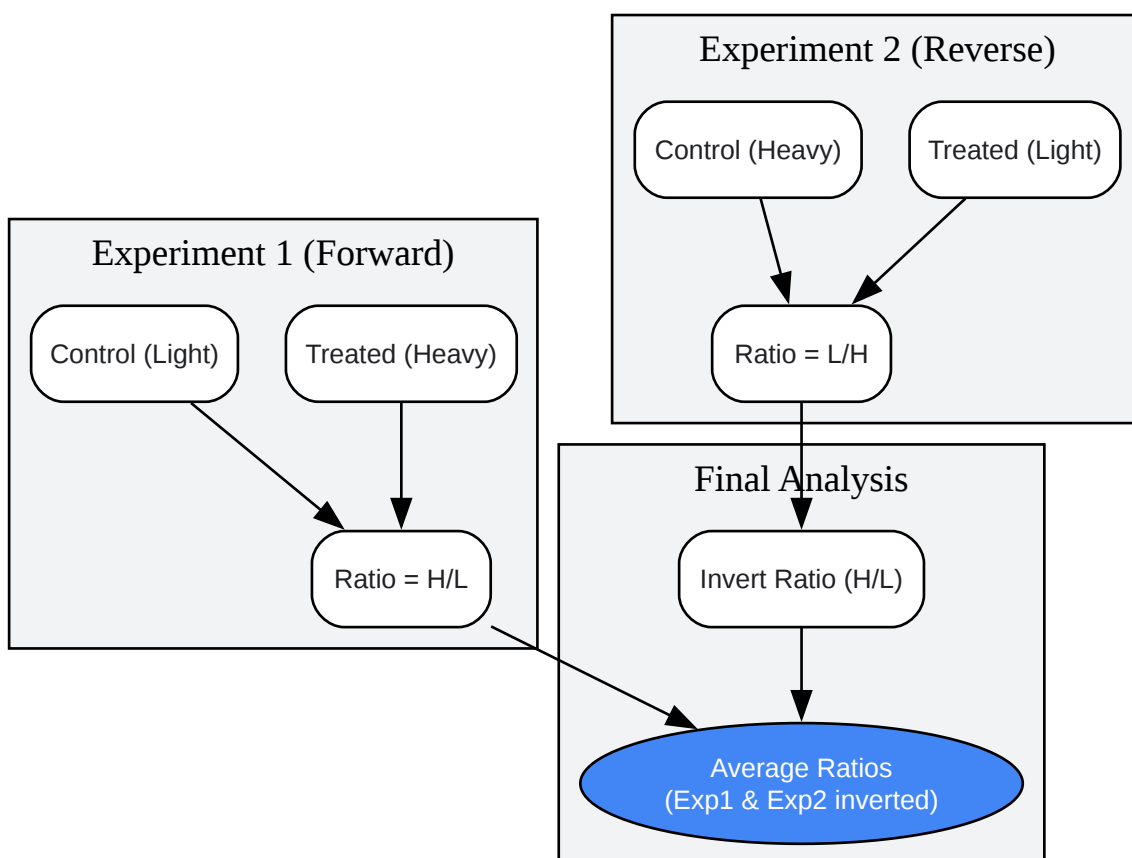 Experiment 2 (Reverse)
Control (Heavy)
Treated (Light)
Ratio = L/H
Experiment 1 (Forward)
Control (Light)
Treated (Heavy)
Ratio = H/L
Final Analysis
Invert Ratio (H/L)
Average Ratios
(Exp1 & Exp2 inverted)